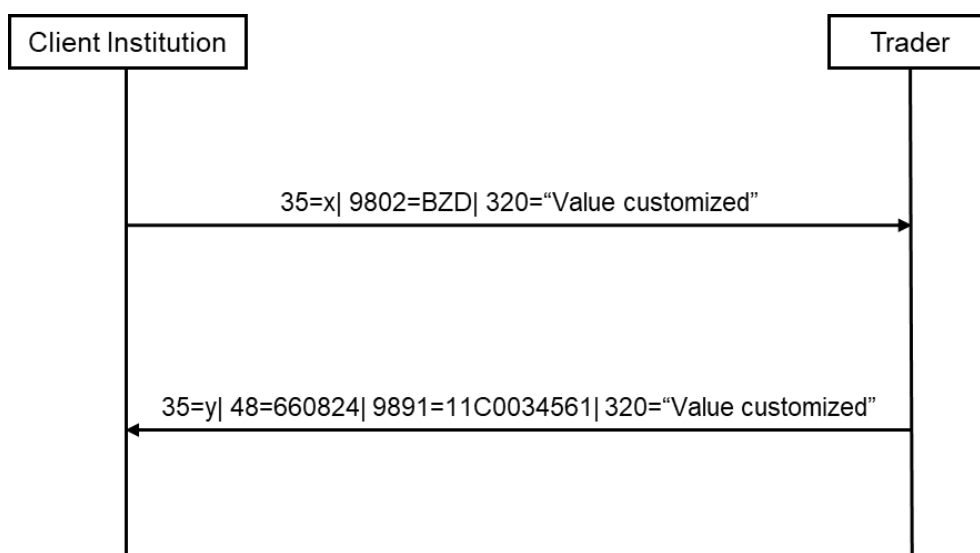 Client Institution
Trader
35=x| 9802=BZD| 320=“Value customized”
35=y| 48=660824| 9891=11C0034561| 320=“Value customized”